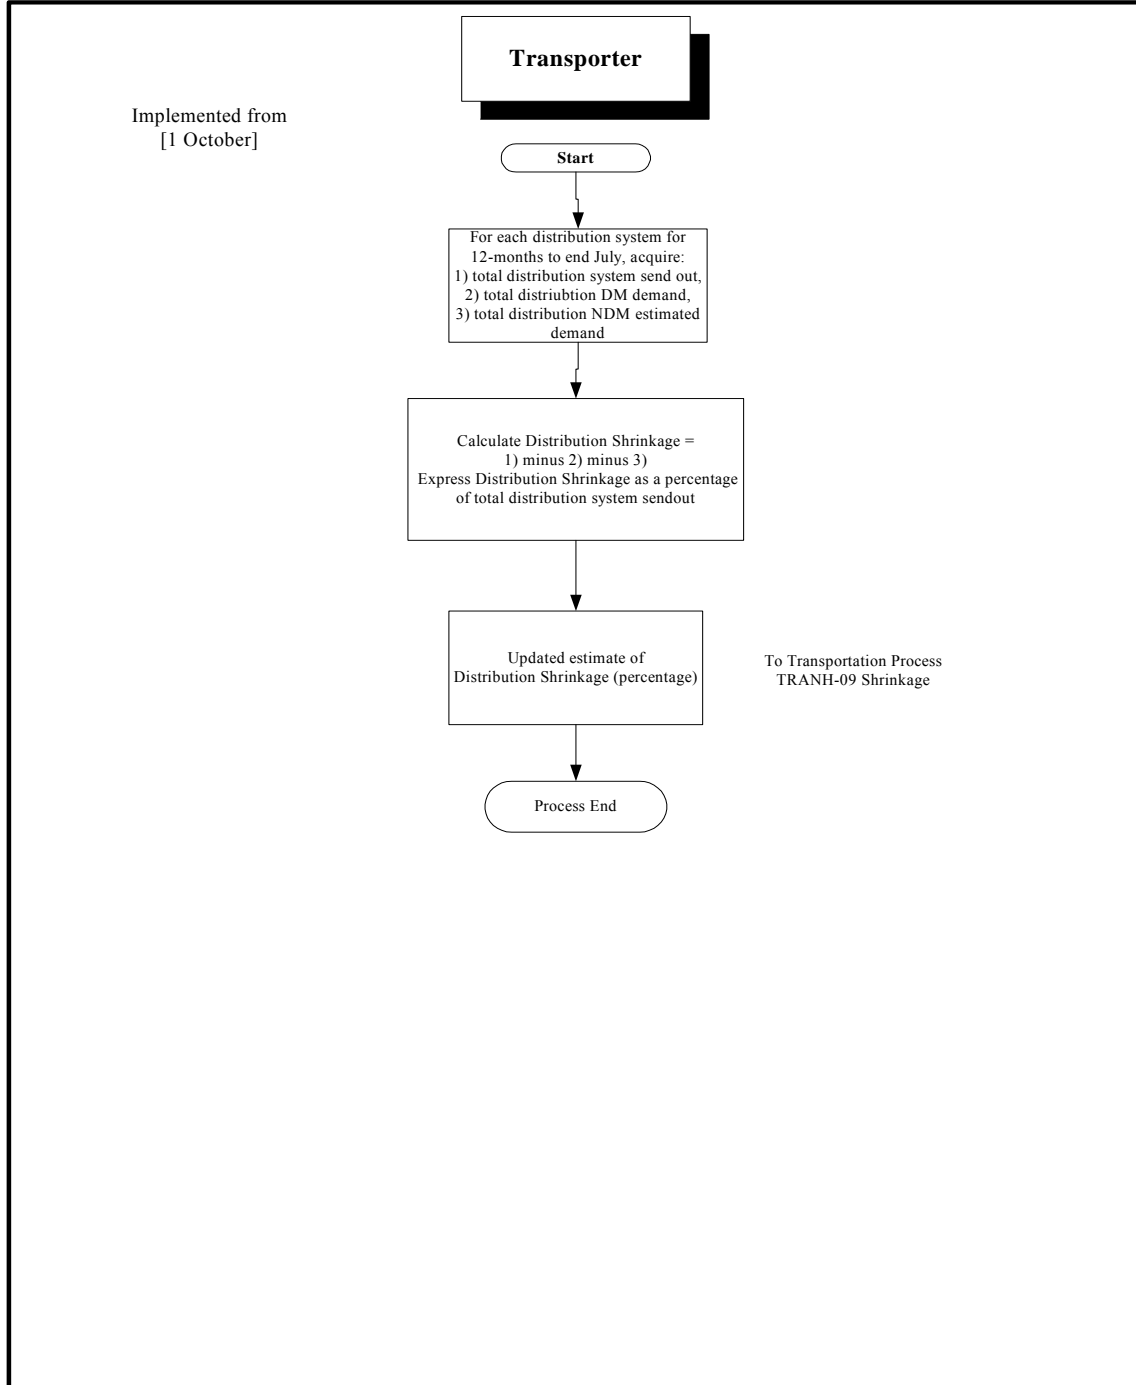 Transporter
Implemented from
[1 October]
Start
For each distribution system for
12-months to end July, acquire:
1) total distribution system send out,
2) total distriubtion DM demand,
3) total distribution NDM estimated
demand
Calculate Distribution Shrinkage =
1) minus 2) minus 3)
Express Distribution Shrinkage as a percentage
of total distribution system sendout
Updated estimate of
Distribution Shrinkage (percentage)
To Transportation Process
TRANH-09 Shrinkage
Process End